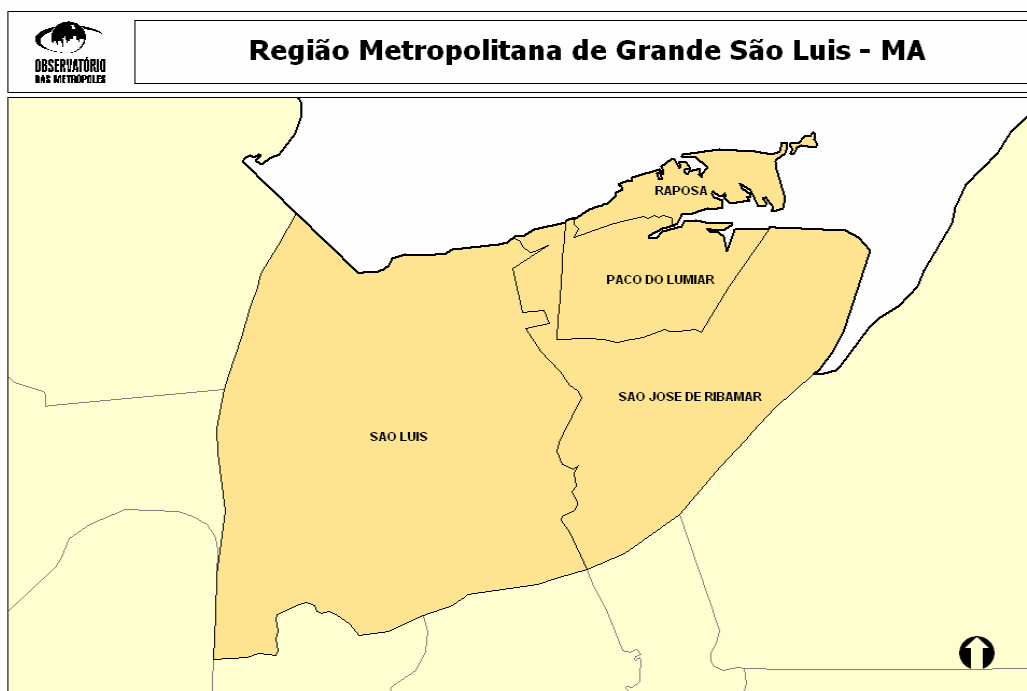 OBSERVATÓRIO
DAS METRÓPOLES
Região Metropolitana de Grande São Luis - MA
RAPOSA
PACO DO LUMIAR
SAO JOSE DE RIBAMAR
SAO LUIS